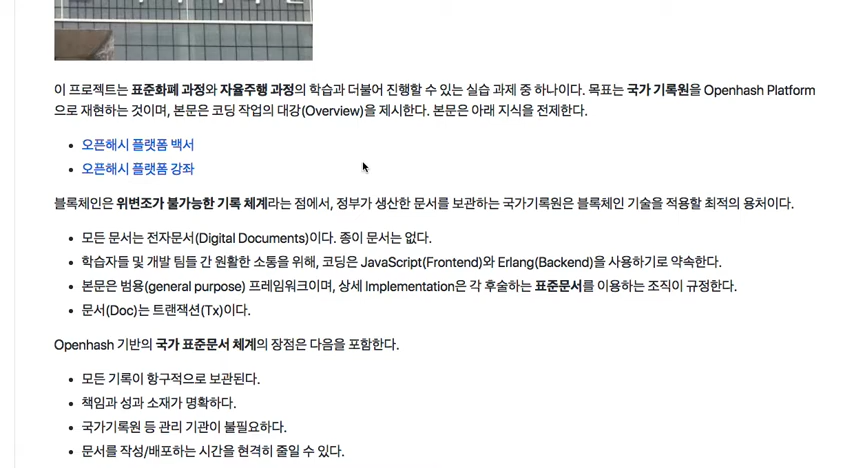 이 프로젝트는 표준화폐 과정와 자율주행 과정의 학습과 더불어 진행할 수 있는 실습 과제 중 하나이다. 목표는 국가 기록원을 Openhash Platform
으로 재현하는 것이며, 본문은 코딩 작업의 대강(Overview)을 제시한다. 본문은 아래 지식을 전제한다.
• 오픈해시 플랫폼 백서
• 오픈해시 플랫폼 강좌
블록체인은 위변조가 불가능한 기록 체계라는 점에서, 정부가 생산한 문서를 보관하는 국가기록원은 블록체인 기술을 적용할 최적의 용처이다.
• 모든 문서는 전자문서(Digital Documents)이다. 종이 문서는 없다.
• 학습자들 및 개발 팀들 간 원활한 소통을 위해, 코딩은 JavaScript(Frontend)와 Erlang(Backend)을 사용하기로 약속한다.
• 본문은 범용(general purpose) 프레임워크이며, 상세 Implementation은 각 후술하는 표준문서를 이용하는 조직이 규정한다.
• 문서(Doc)는 트랜잭션(Tx)이다.
Openhash 기반의 국가 표준문서 체계의 장점은 다음을 포함한다.
• 모든 기록이 항구적으로 보관된다.
• 책임과 성과 소재가 명확하다.
• 국가기록원 등 관리 기관이 불필요하다.
• 문서를 작성/배포하는 시간을 현격히 줄일 수 있다.